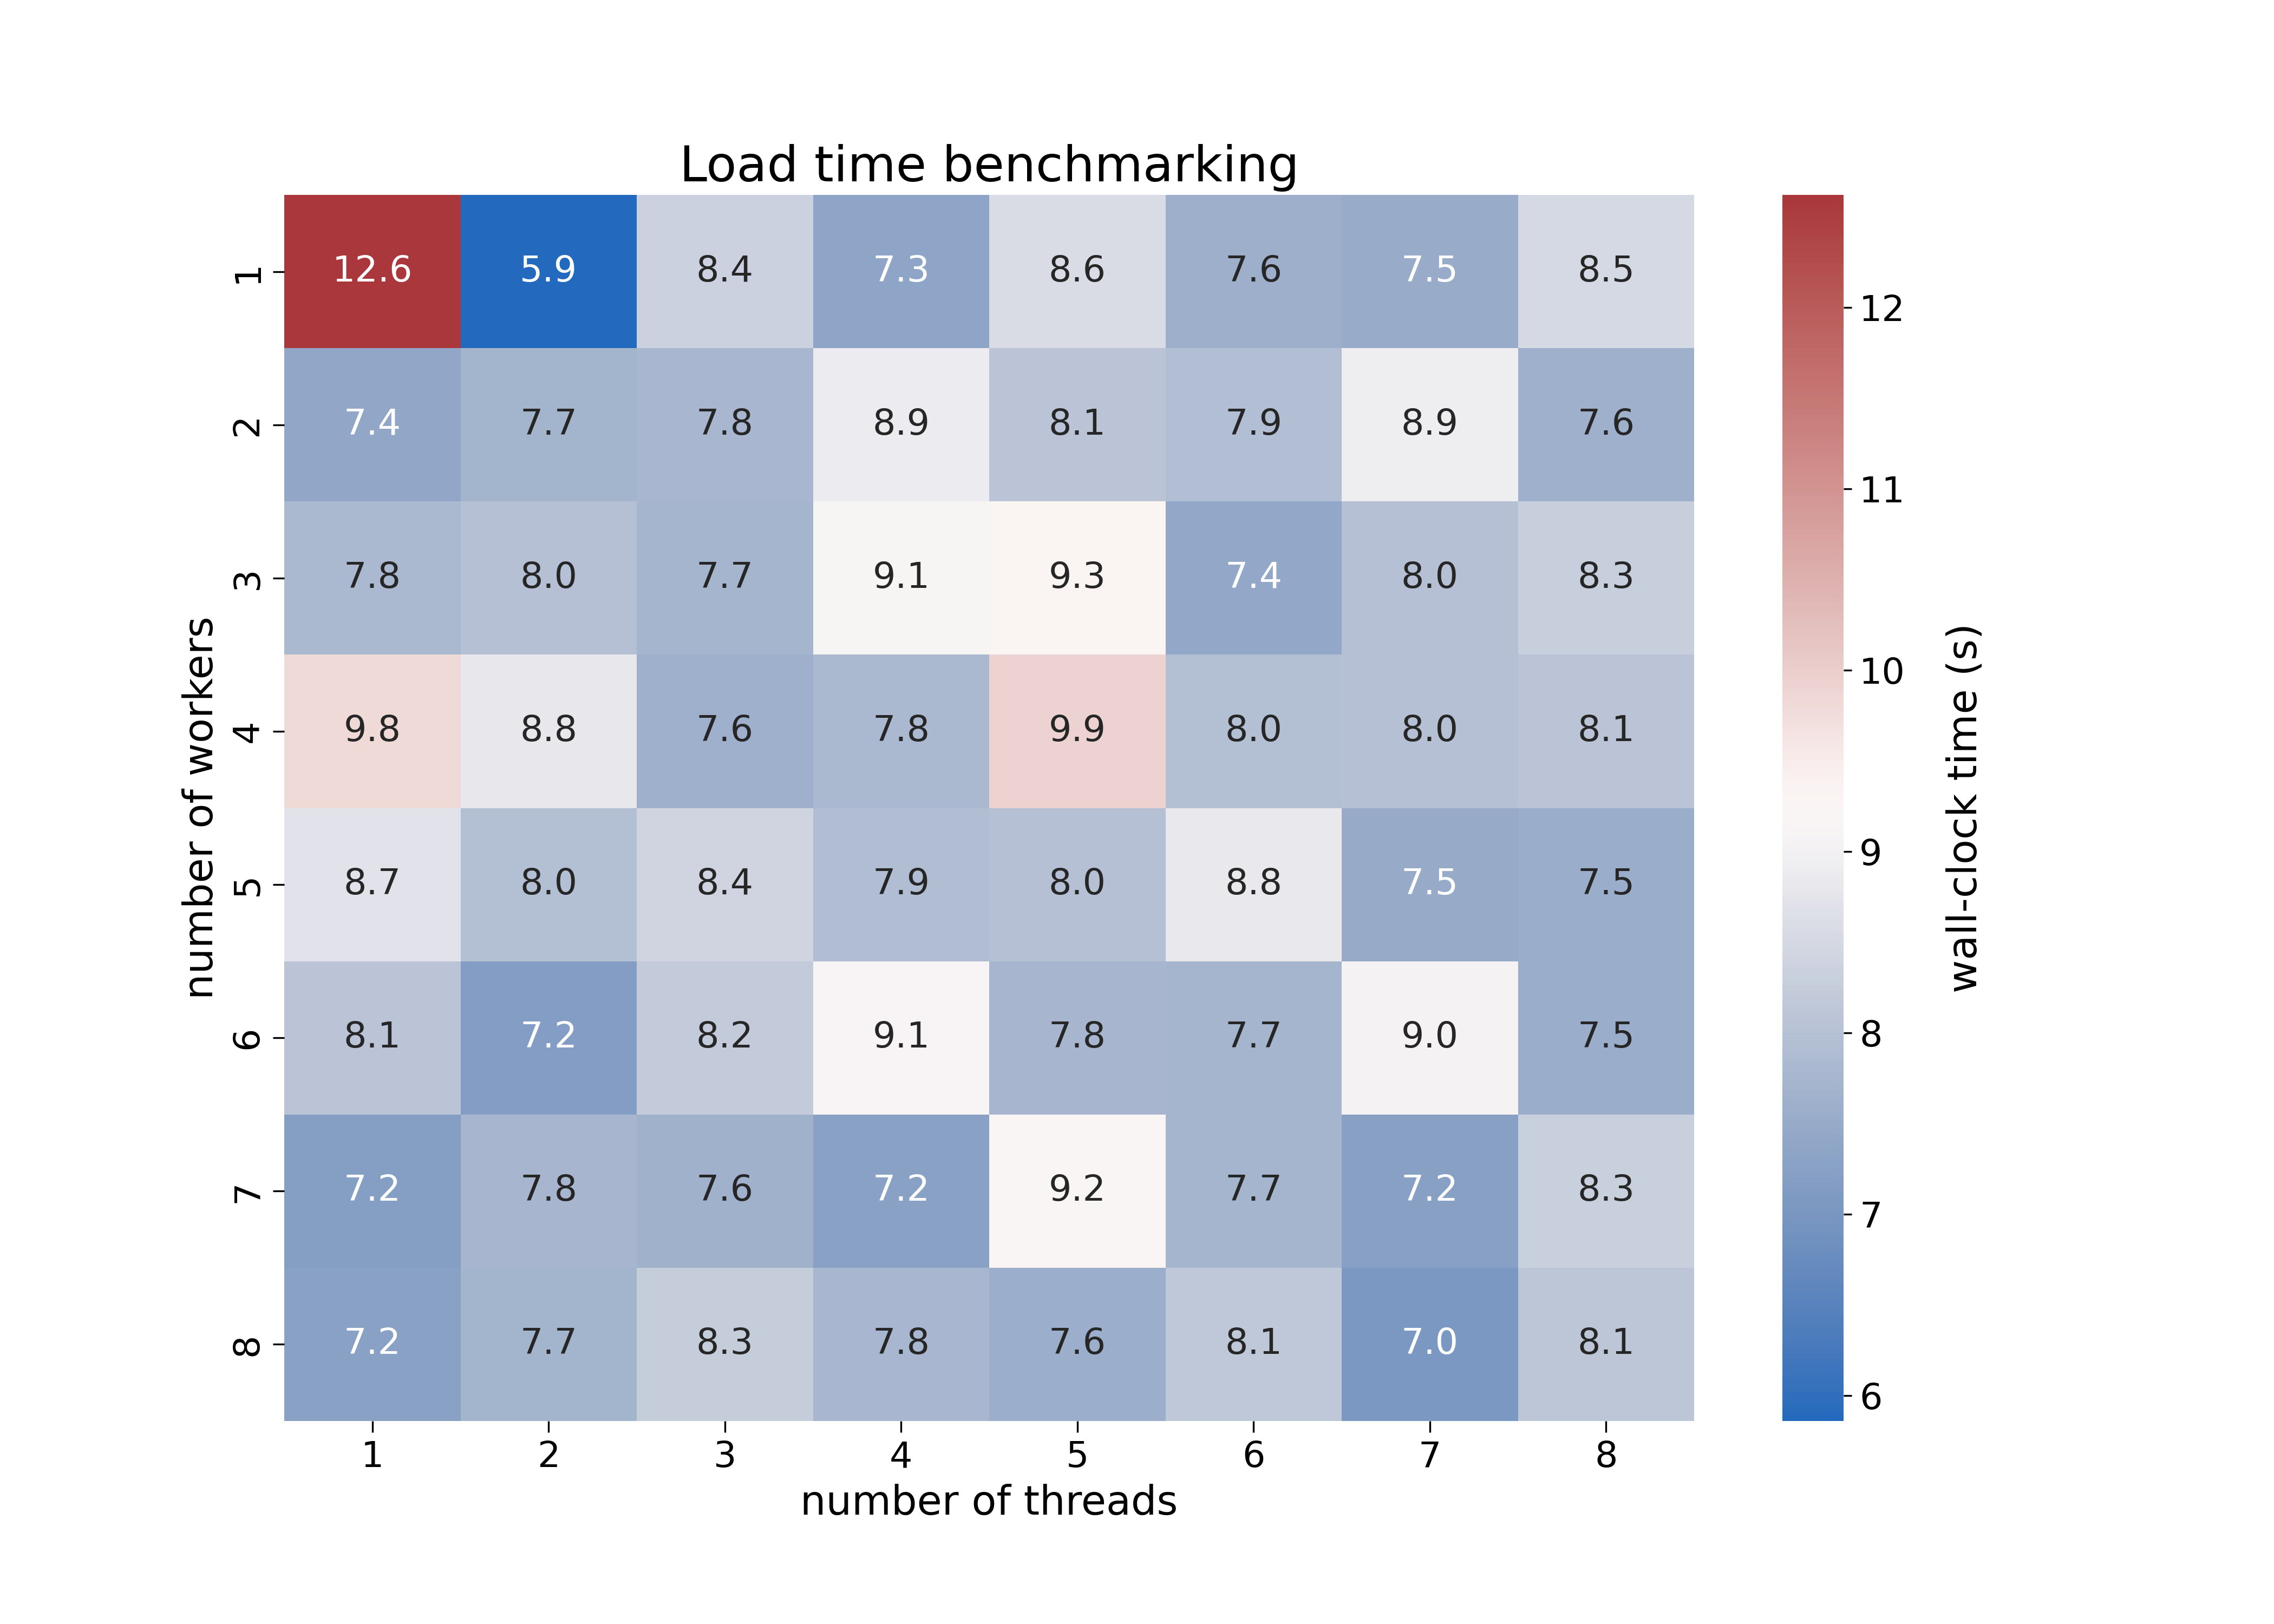 Load time benchmarking
1 12.6 5.9 8.4 7.3 8.6 7.6 7.5 8.5
2 7.4 7.7 7.8 8.9 8.1 7.9 8.9 7.6
3 7.8 8.0 7.7 9.1 9.3 7.4 8.0 8.3
4 9.8 8.8 7.6 7.8 9.9 8.0 8.0 8.1
5 8.7 8.0 8.4 7.9 8.0 8.8 7.5 7.5
6 8.1 7.2 8.2 9.1 7.8 7.7 9.0 7.5
7 7.2 7.8 7.6 7.2 9.2 7.7 7.2 8.3
8 7.2 7.7 8.3 7.8 7.6 8.1 7.0 8.1
1 2 3 4 5 6 7 8
number of threads
number of workers
12
11
10
9
8
7
6
wall-clock time (s)